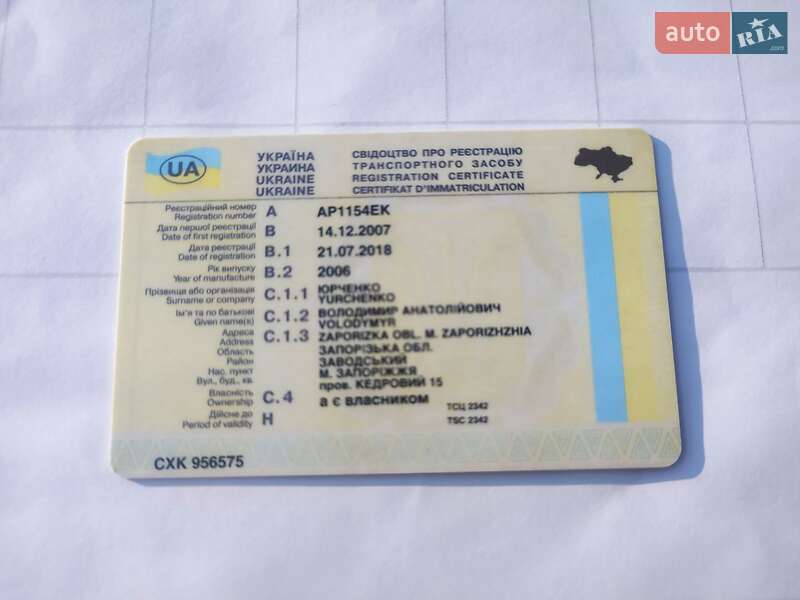 auto RIA.com
UA
УКРАЇНА СВІДОЦТВО ПРО РЕЄСТРАЦІЮ
УКРАИНА ТРАНСПОРТНОГО ЗАСОБУ
UKRAINE REGISTRATION CERTIFICATE
UKRAINE CERTIFIKAT D'IMMATRICULATION
Реєстраційний номер
Registration number A AP1154EK
Дата першої реєстрації
Date of first registration B 14.12.2007
Дата реєстрації
Date of registration B.1 21.07.2018
Рік випуску
Year of manufacture B.2 2006
Прізвище або організація C.1.1 ЮРЧЕНКО
Surname or company YURCHENKO
Ім'я та по батькові C.1.2 ВОЛОДИМИР АНАТОЛІЙОВИЧ
Given name(s) VOLODYMYR
Адреса C.1.3 ZAPORIZKA OBL. M. ZAPORIZHZHIA
Address
Область ЗАПОРІЗЬКА ОБЛ.
Район ЗАВОДСЬКИЙ
Нас. пункт М. ЗАПОРІЖЖЯ
Вул., буд., кв. пров. КЕДРОВИЙ 15
Власність
Ownership C.4 а є власником ТСЦ 2342
Дійсне до
Period of validity H TSC 2342
СХК 956575